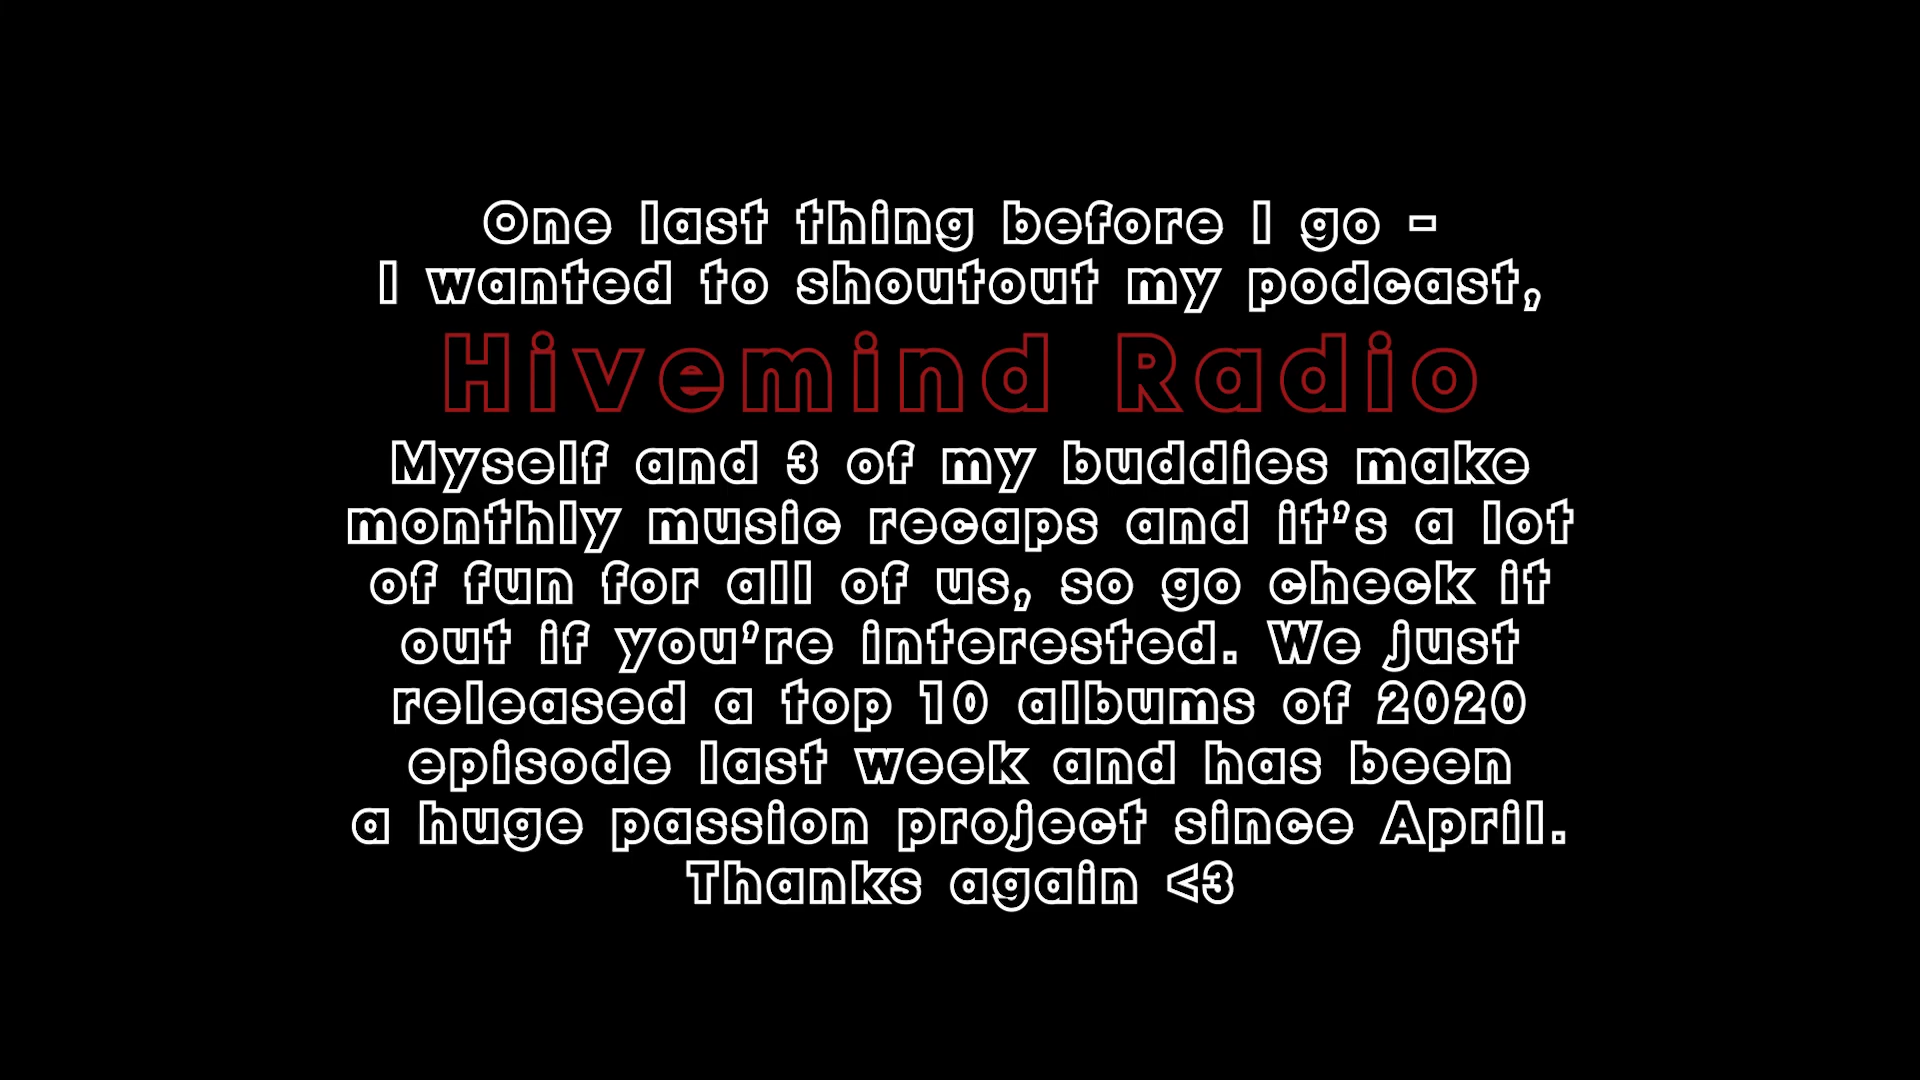 One last thing before I go -
I wanted to shoutout my podcast,
Hivemind Radio
Myself and 3 of my buddies make
monthly music recaps and it's a lot
of fun for all of us, so go check it
out if you're interested. We just
released a top 10 albums of 2020
episode last week and has been
a huge passion project since April.
Thanks again <3